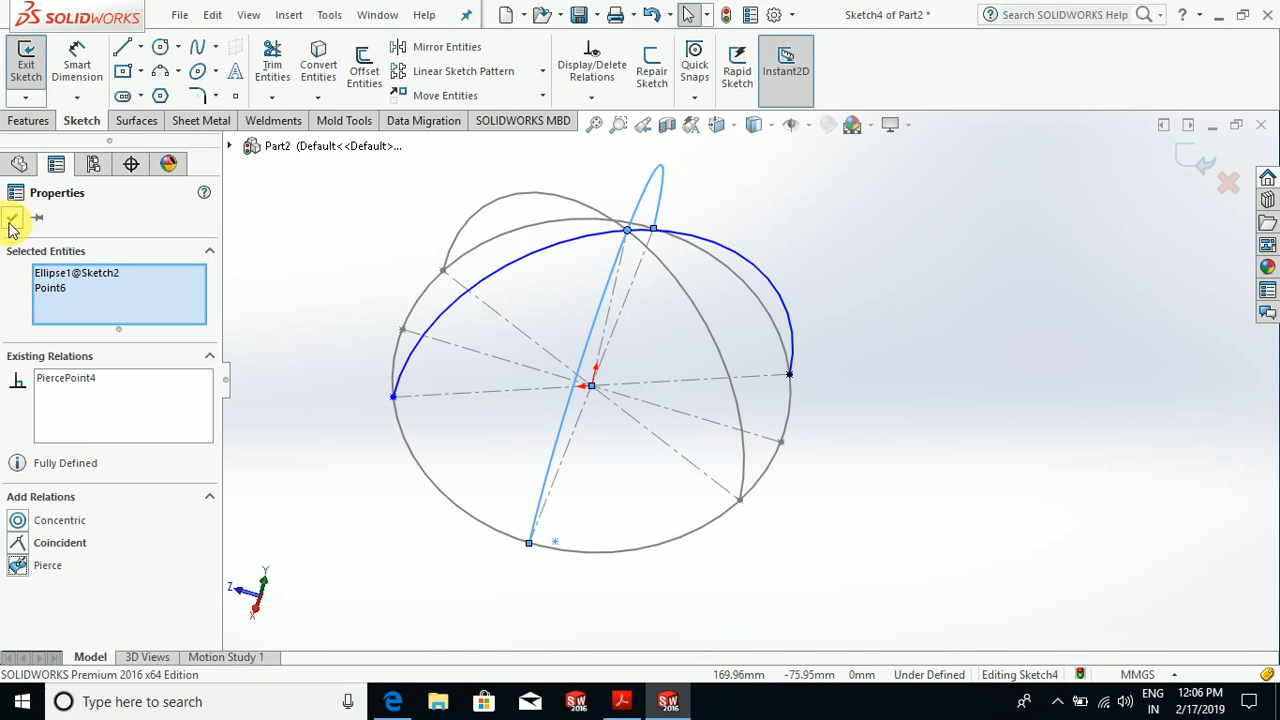 SOLIDWORKS
File Edit View Insert Tools Window Help
Sketch4 of Part2 *
Search SOLIDWORKS Help
?
Exit Sketch
Smart Dimension
Trim Entities
Convert Entities
Offset Entities
Mirror Entities
Linear Sketch Pattern
Move Entities
Display/Delete Relations
Repair Sketch
Quick Snaps
Rapid Sketch
Instant2D
Features Sketch Surfaces Sheet Metal Weldments Mold Tools Data Migration SOLIDWORKS MBD
Part2 (Default<<Default>...
Properties
?
Selected Entities
Ellipse1@Sketch2
Point6
Existing Relations
PiercePoint4
Fully Defined
Add Relations
Concentric
Coincident
Pierce
Y
Z
X
Model 3D Views Motion Study 1
SOLIDWORKS Premium 2016 x64 Edition
169.96mm -75.95mm 0mm Under Defined Editing Sketch4 MMGS
Type here to search
SW 2016
SW 2016
ENG
IN
12:06 PM
2/17/2019